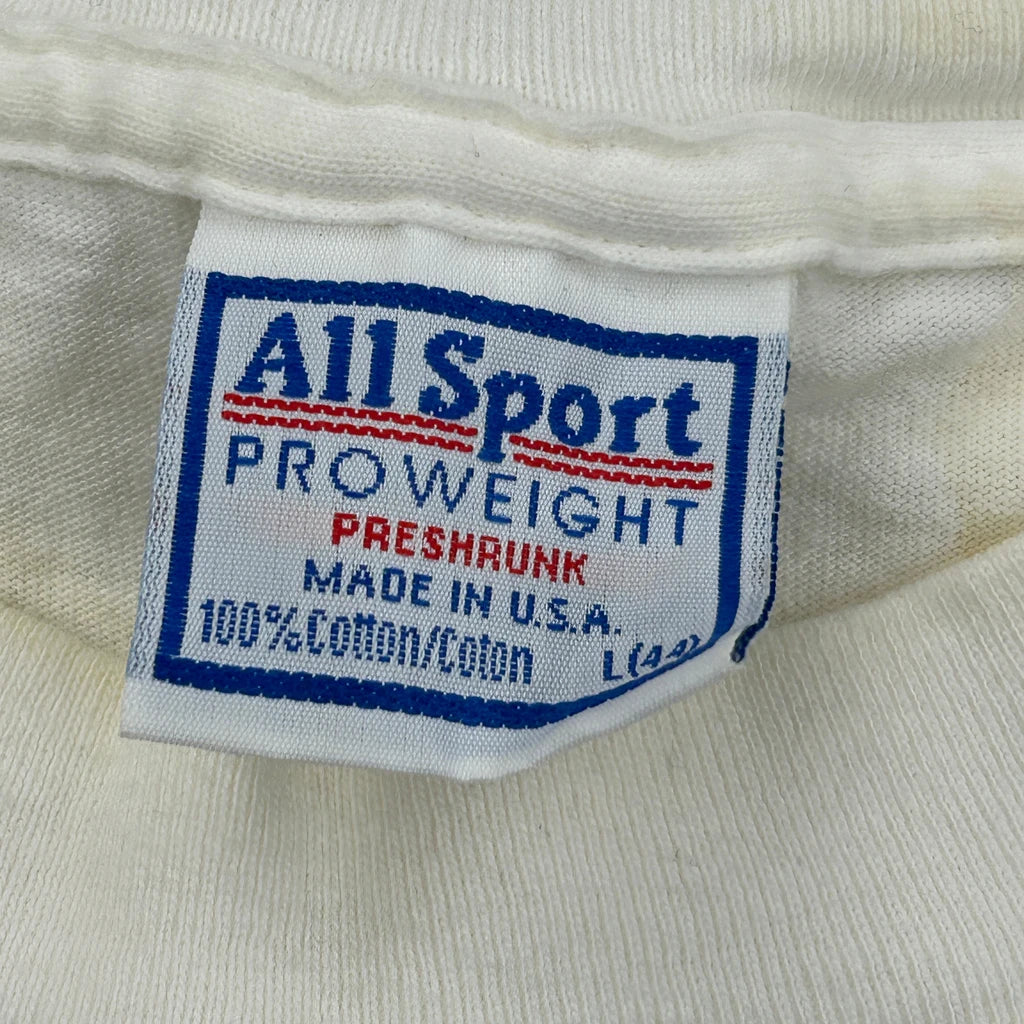 All Sport
PROWEIGHT
PRESHRUNK
MADE IN U.S.A.
100% Cotton/Coton L(44)